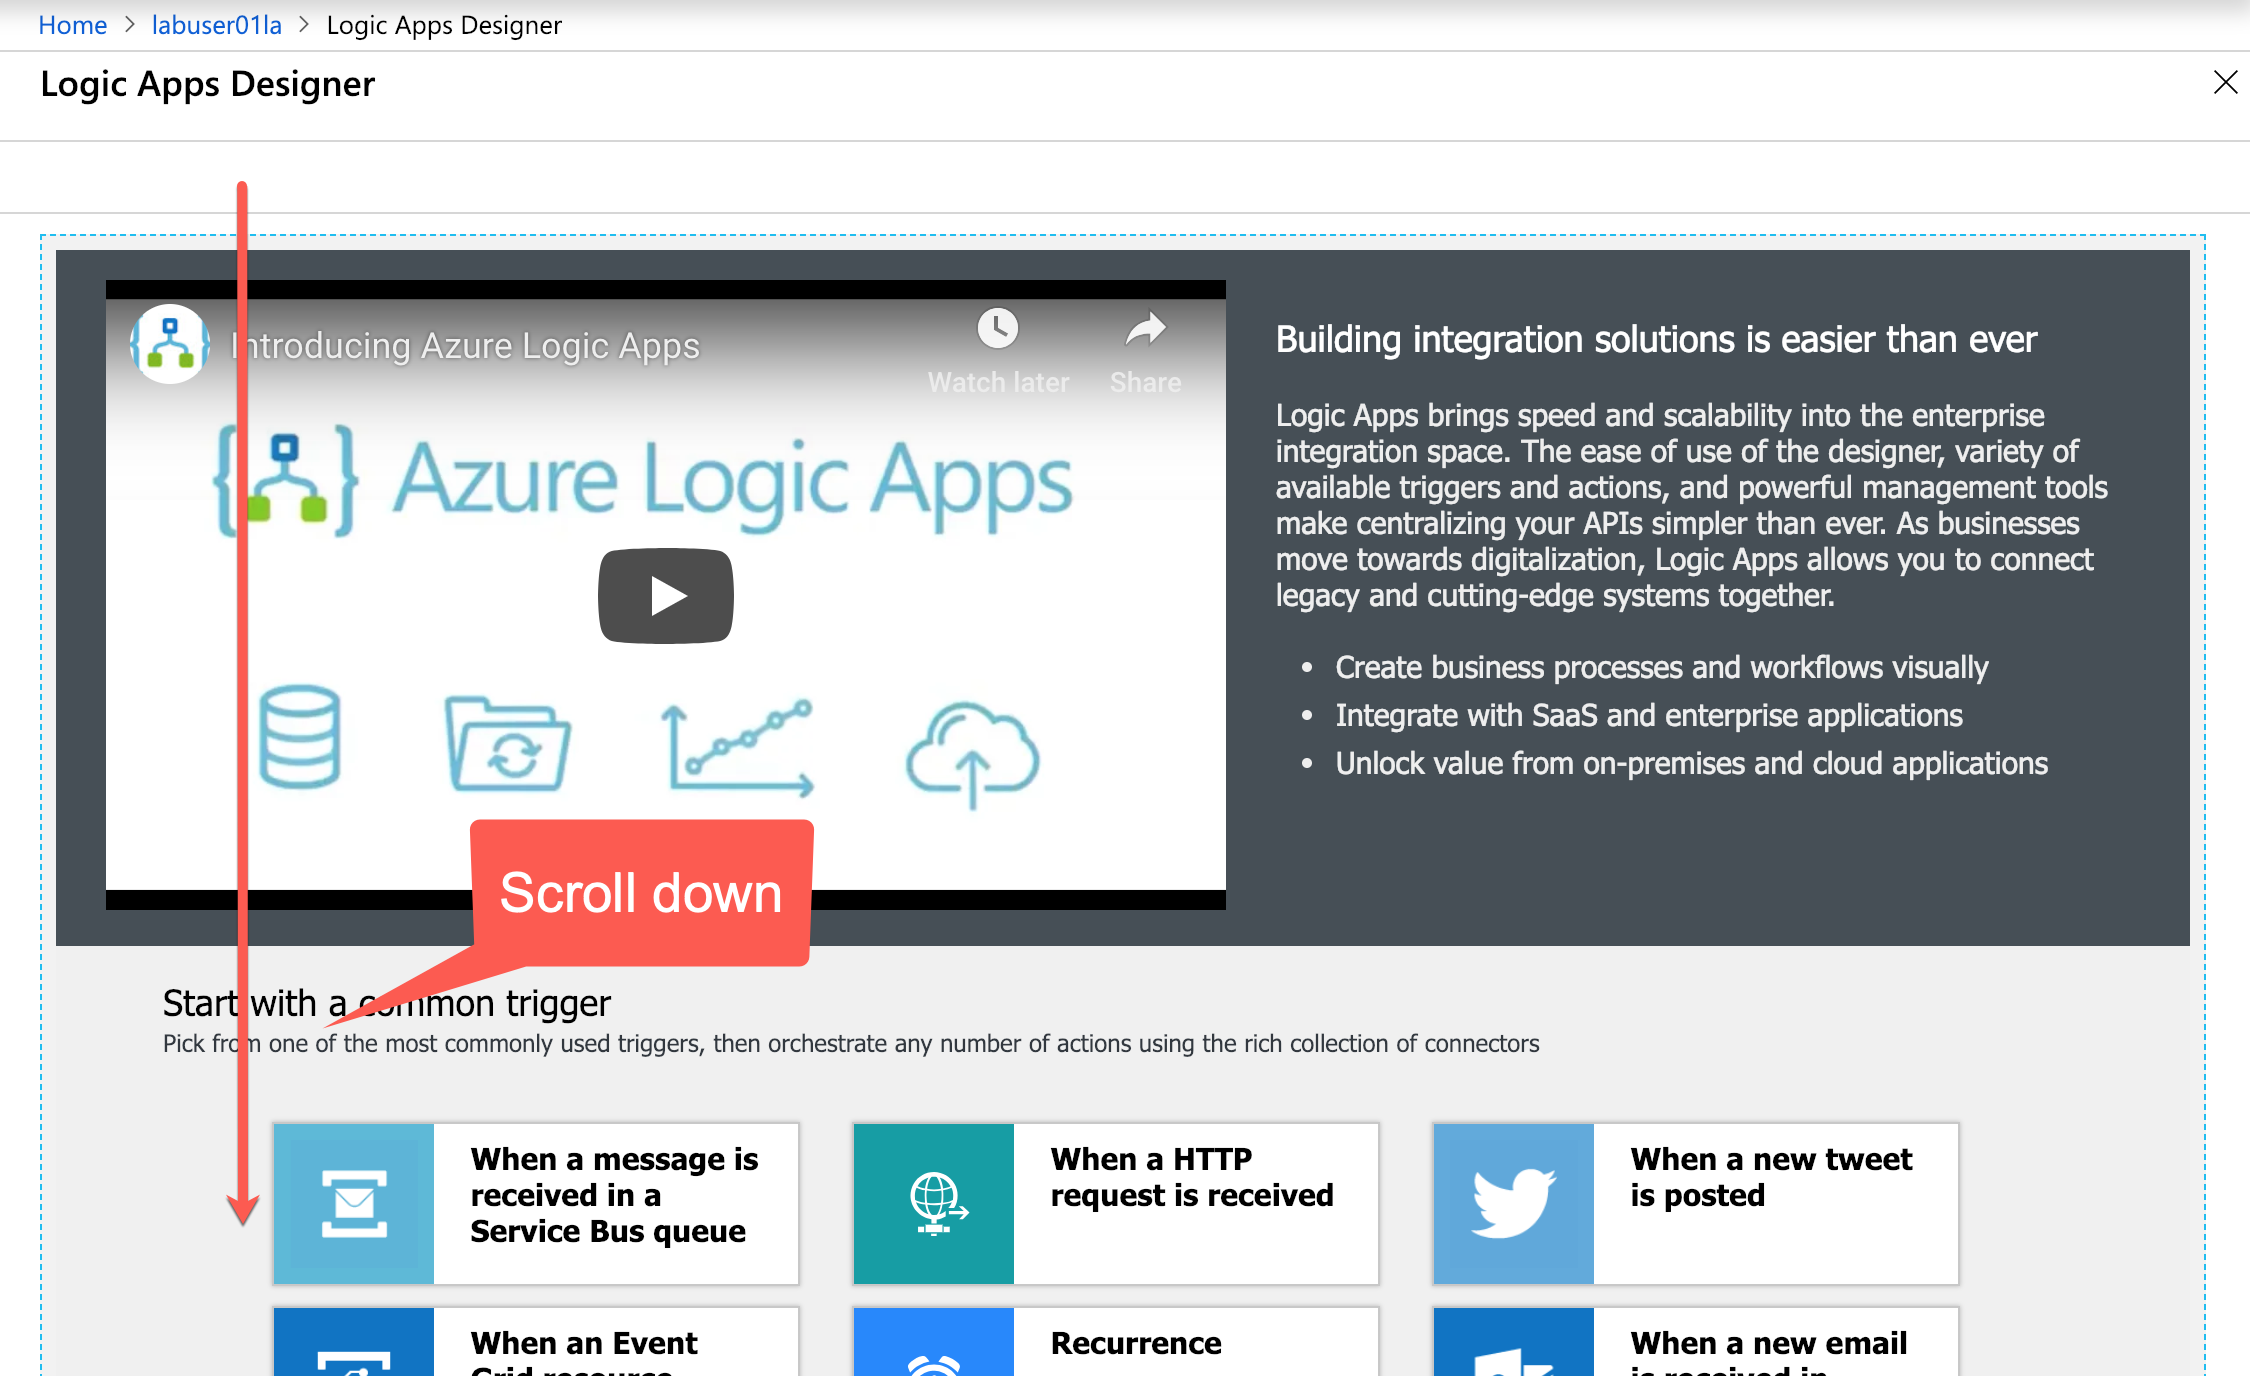 Home > labuser01la > Logic Apps Designer
Logic Apps Designer
Introducing Azure Logic Apps
Watch later
Share
Azure Logic Apps
Building integration solutions is easier than ever
Logic Apps brings speed and scalability into the enterprise
integration space. The ease of use of the designer, variety of
available triggers and actions, and powerful management tools
make centralizing your APIs simpler than ever. As businesses
move towards digitalization, Logic Apps allows you to connect
legacy and cutting-edge systems together.
• Create business processes and workflows visually
• Integrate with SaaS and enterprise applications
• Unlock value from on-premises and cloud applications
Scroll down
Start with a common trigger
Pick from one of the most commonly used triggers, then orchestrate any number of actions using the rich collection of connectors
When a message is
received in a
Service Bus queue
When a HTTP
request is received
When a new tweet
is posted
When an Event
Grid resource
Recurrence
When a new email
is received in